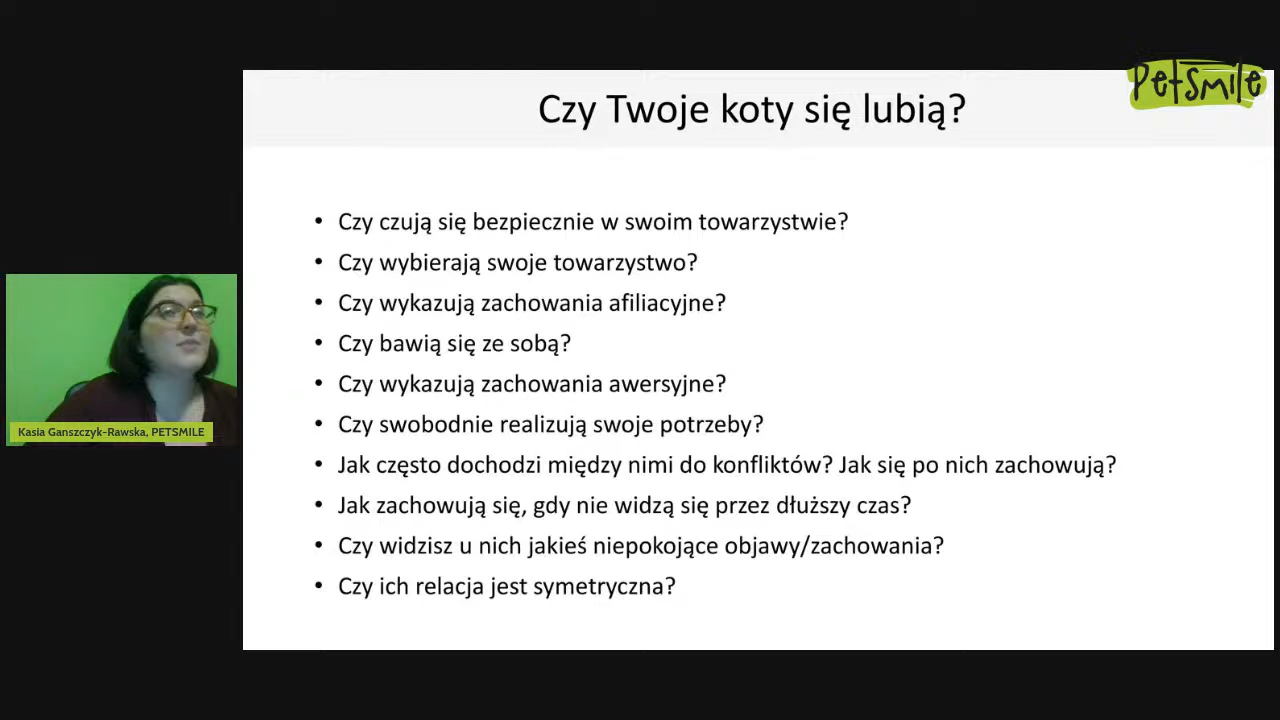 PetSmile
Czy Twoje koty się lubią?
• Czy czują się bezpiecznie w swoim towarzystwie?
• Czy wybierają swoje towarzystwo?
• Czy wykazują zachowania afiliacyjne?
• Czy bawią się ze sobą?
• Czy wykazują zachowania awersyjne?
• Czy swobodnie realizują swoje potrzeby?
• Jak często dochodzi między nimi do konfliktów? Jak się po nich zachowują?
• Jak zachowują się, gdy nie widzą się przez dłuższy czas?
• Czy widzisz u nich jakieś niepokojące objawy/zachowania?
• Czy ich relacja jest symetryczna?
Kasia Ganszczyk-Rawska, PETSMILE